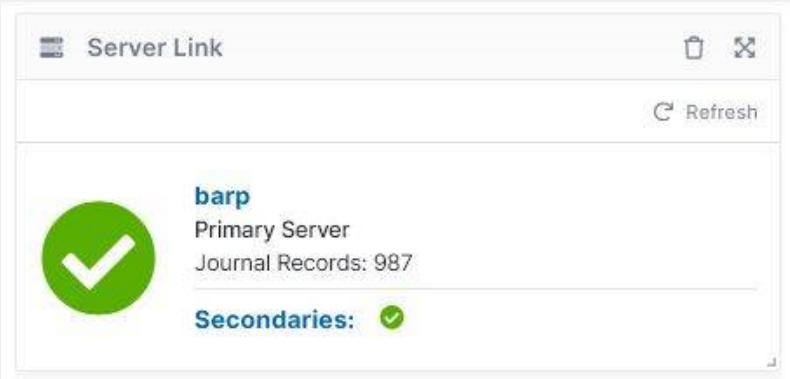 Server Link
Refresh
barp
Primary Server
Journal Records: 987
Secondaries: